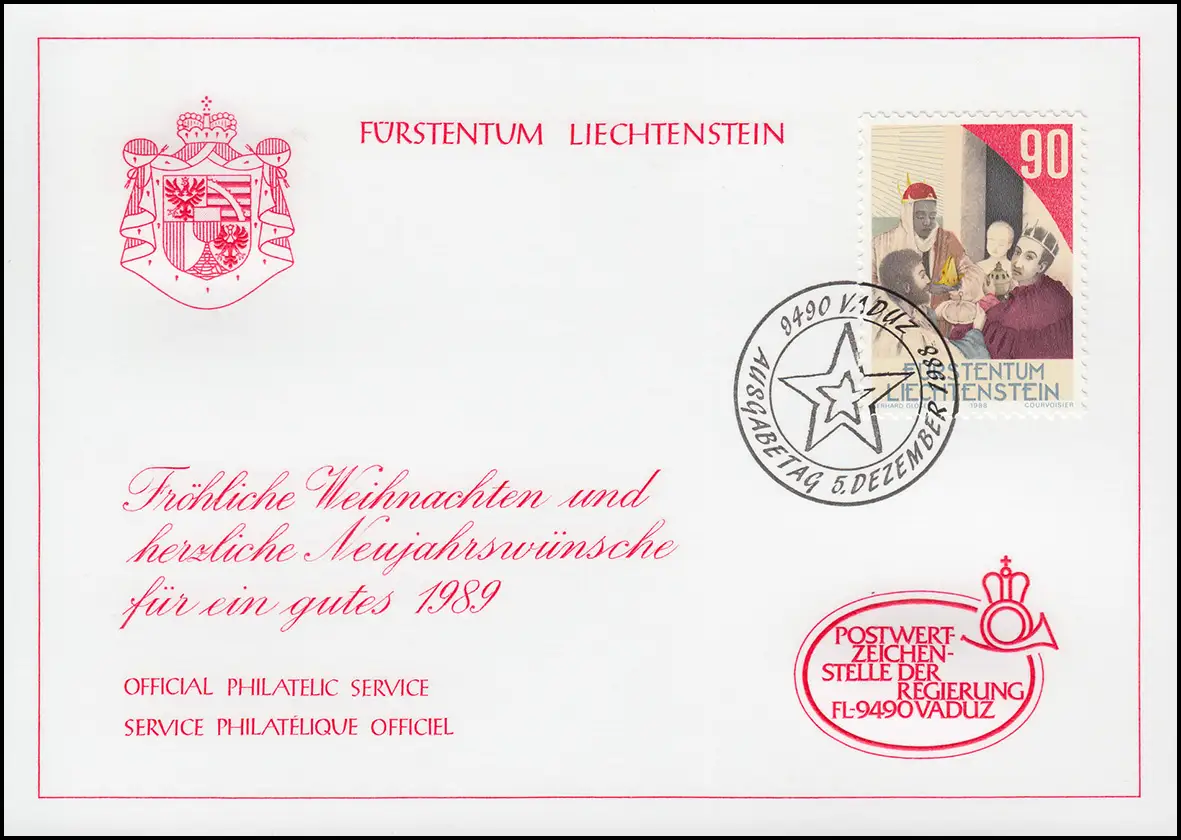 FÜRSTENTUM LIECHTENSTEIN
90
FÜRSTENTUM
LIECHTENSTEIN
1988 COURVOISIER
9490 VADUZ
AUSGABETAG 5. DEZEMBER 1988
Fröhliche Weihnachten und
herzliche Neujahrswünsche
für ein gutes 1989
OFFICIAL PHILATELIC SERVICE
SERVICE PHILATÉLIQUE OFFICIEL
POSTWERT-
ZEICHEN-
STELLE DER
REGIERUNG
FL-9490 VADUZ